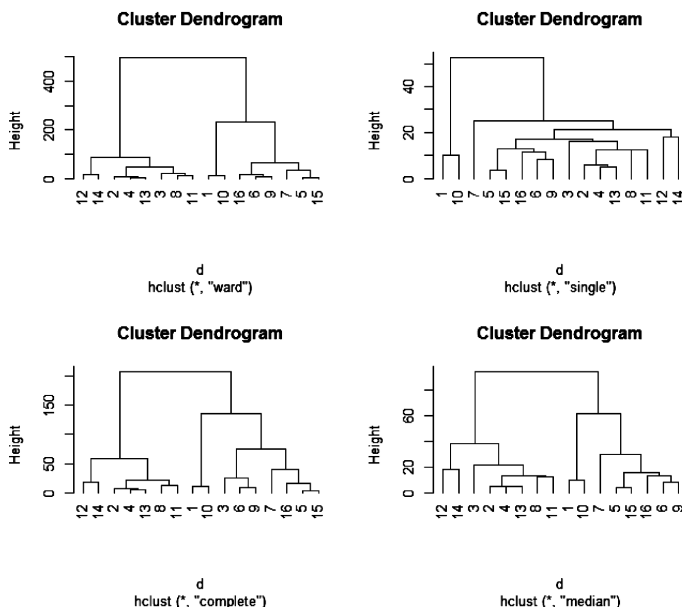 Cluster Dendrogram
Height
0 200 400
12 14 2 4 13 3 8 11 1 10 16 6 9 7 5 15
d
hclust (*, "ward")
Cluster Dendrogram
Height
0 20 40
1 10 7 5 15 16 6 9 3 2 4 13 8 11 12 14
d
hclust (*, "single")
Cluster Dendrogram
Height
0 50 150
12 14 2 4 13 8 11 1 10 3 6 9 7 16 5 15
d
hclust (*, "complete")
Cluster Dendrogram
Height
0 20 60
12 14 3 2 4 13 8 11 1 10 7 5 15 16 6 9
d
hclust (*, "median")